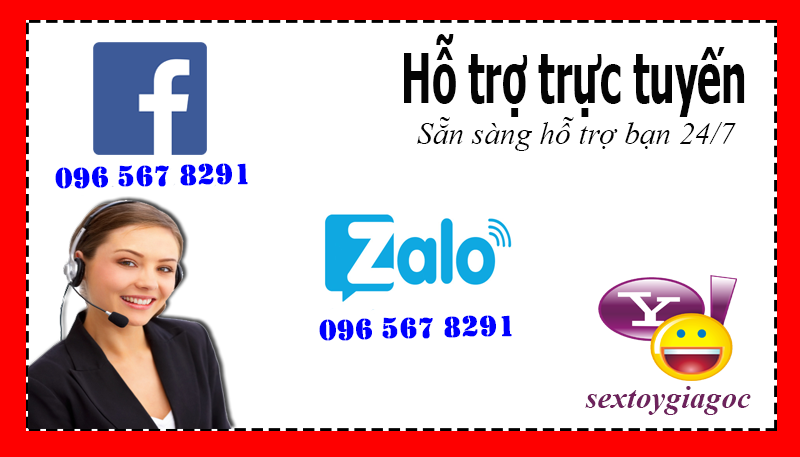 f
096 567 8291
Hỗ trợ trực tuyến
Sẵn sàng hỗ trợ bạn 24/7
Zalo
096 567 8291
Y!
sextoygiagoc